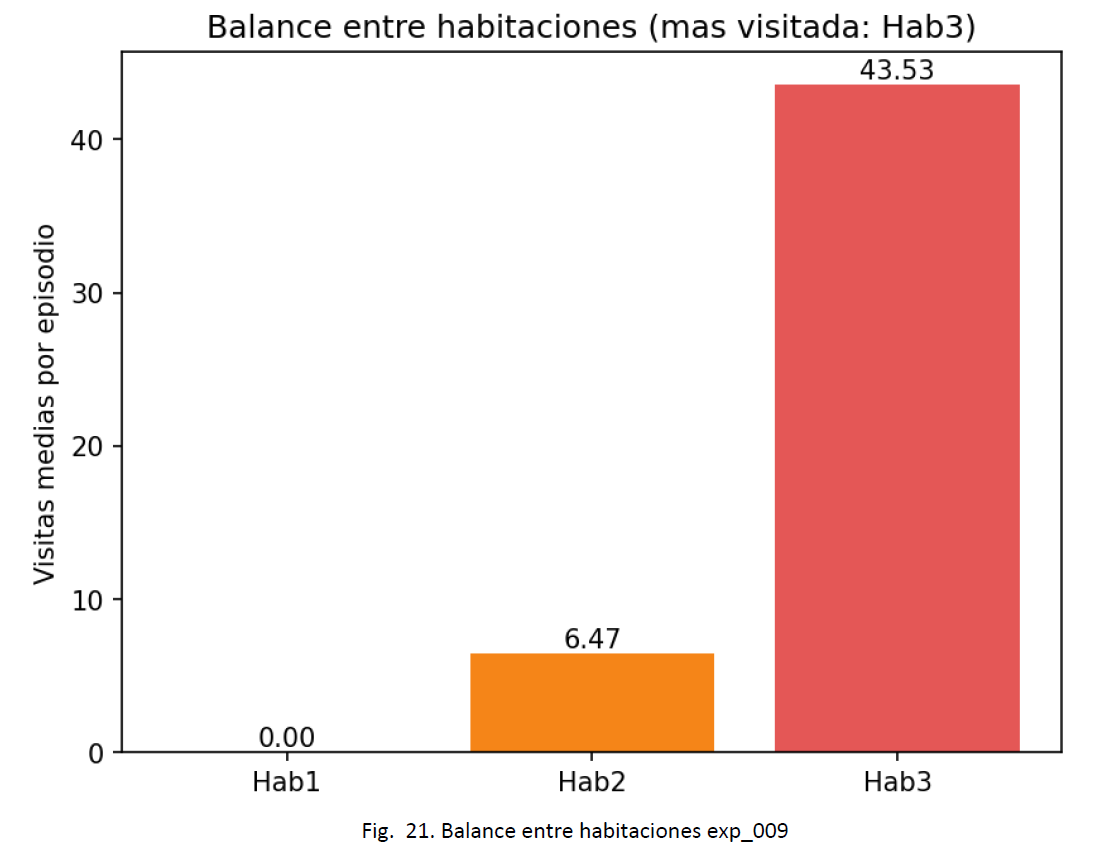 Balance entre habitaciones (mas visitada: Hab3)
43.53
40
30
Visitas medias por episodio
20
10
6.47
0.00
0
Hab1 Hab2 Hab3
Fig. 21. Balance entre habitaciones exp_009